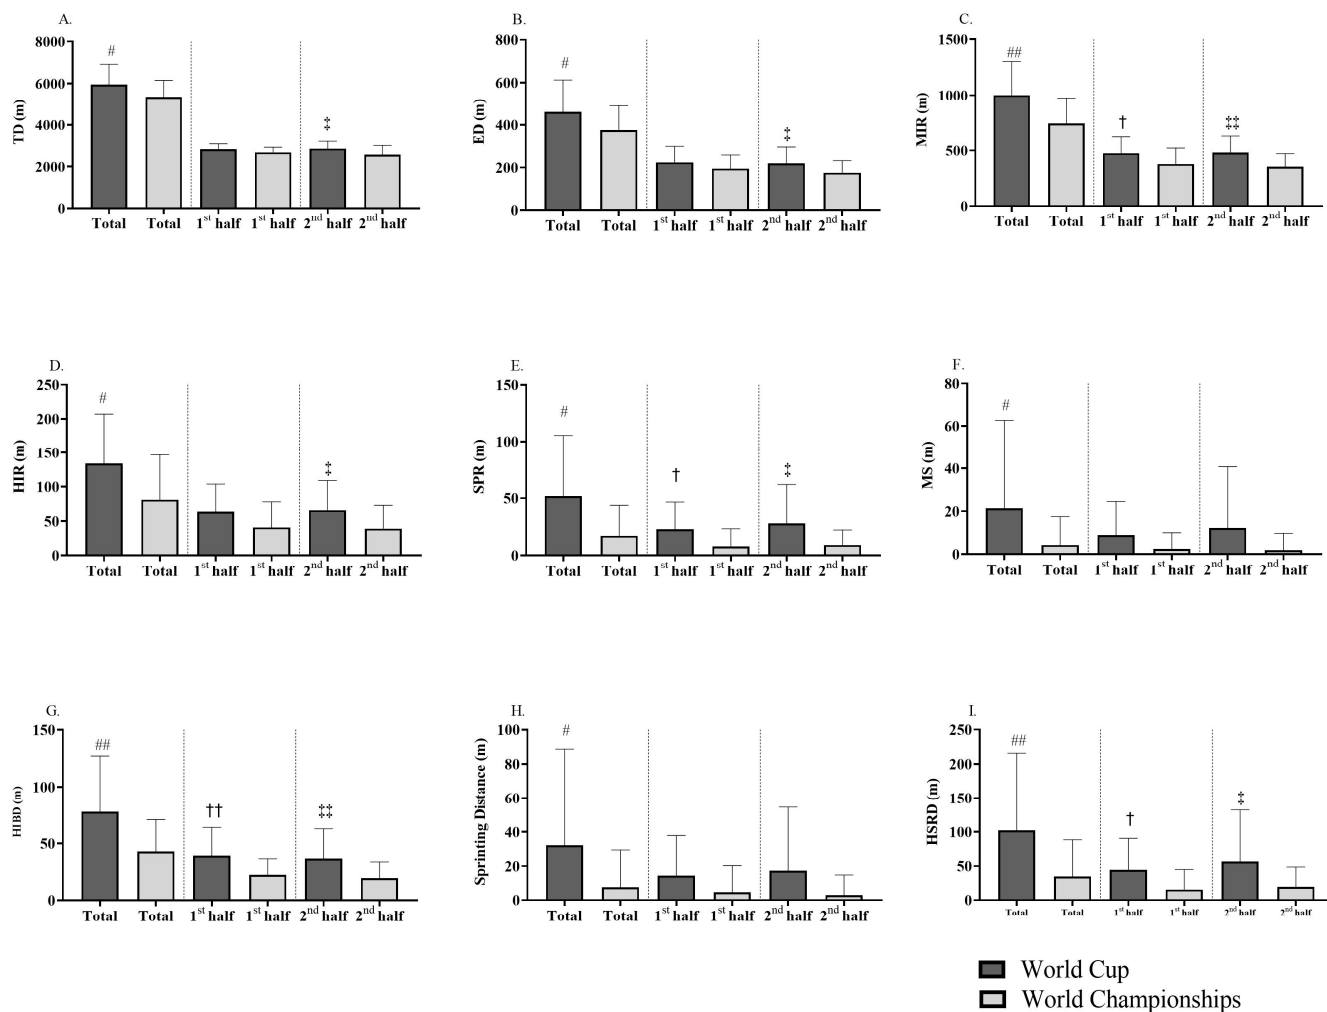 A.
TD (m)
8000
6000
4000
2000
0
#
‡
Total Total 1st half 1st half 2nd half 2nd half
B.
ED (m)
800
600
400
200
0
#
‡
Total Total 1st half 1st half 2nd half 2nd half
C.
MIR (m)
1500
1000
500
0
##
†
‡‡
Total Total 1st half 1st half 2nd half 2nd half
D.
HIR (m)
250
200
150
100
50
0
#
‡
Total Total 1st half 1st half 2nd half 2nd half
E.
SPR (m)
150
100
50
0
#
†
‡
Total Total 1st half 1st half 2nd half 2nd half
F.
MS (m)
80
60
40
20
0
#
Total Total 1st half 1st half 2nd half 2nd half
G.
HIBD (m)
150
100
50
0
##
††
‡‡
Total Total 1st half 1st half 2nd half 2nd half
H.
Sprinting Distance (m)
100
80
60
40
20
0
#
Total Total 1st half 1st half 2nd half 2nd half
I.
HSRD (m)
250
200
150
100
50
0
##
†
‡
Total Total 1st half 1st half 2nd half 2nd half
World Cup
World Championships